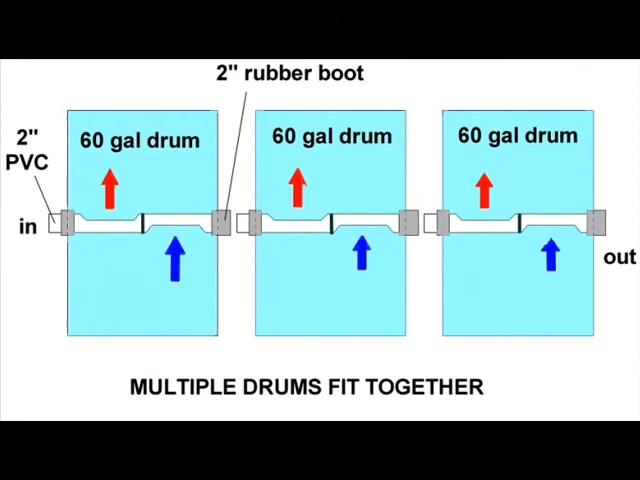 2" rubber boot
2"
PVC
60 gal drum
60 gal drum
60 gal drum
in
out
MULTIPLE DRUMS FIT TOGETHER